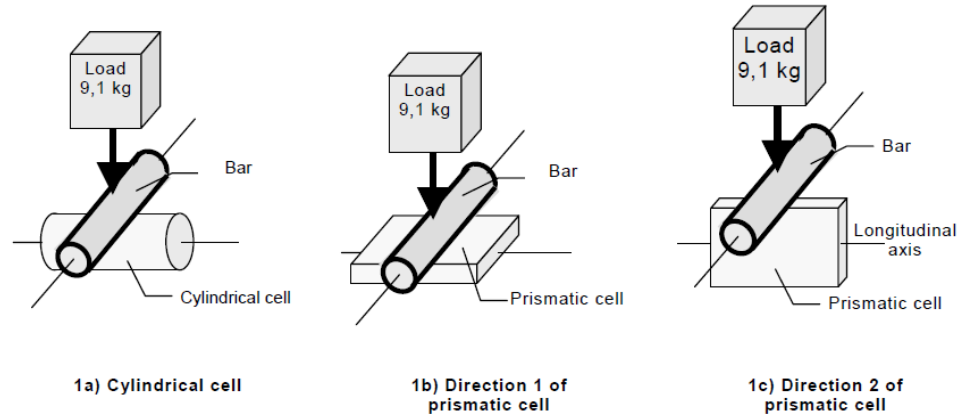 Load
9,1 kg
Bar
Cylindrical cell
1a) Cylindrical cell
Load
9,1 kg
Bar
Prismatic cell
1b) Direction 1 of
prismatic cell
Load
9,1 kg
Bar
Longitudinal
axis
Prismatic cell
1c) Direction 2 of
prismatic cell